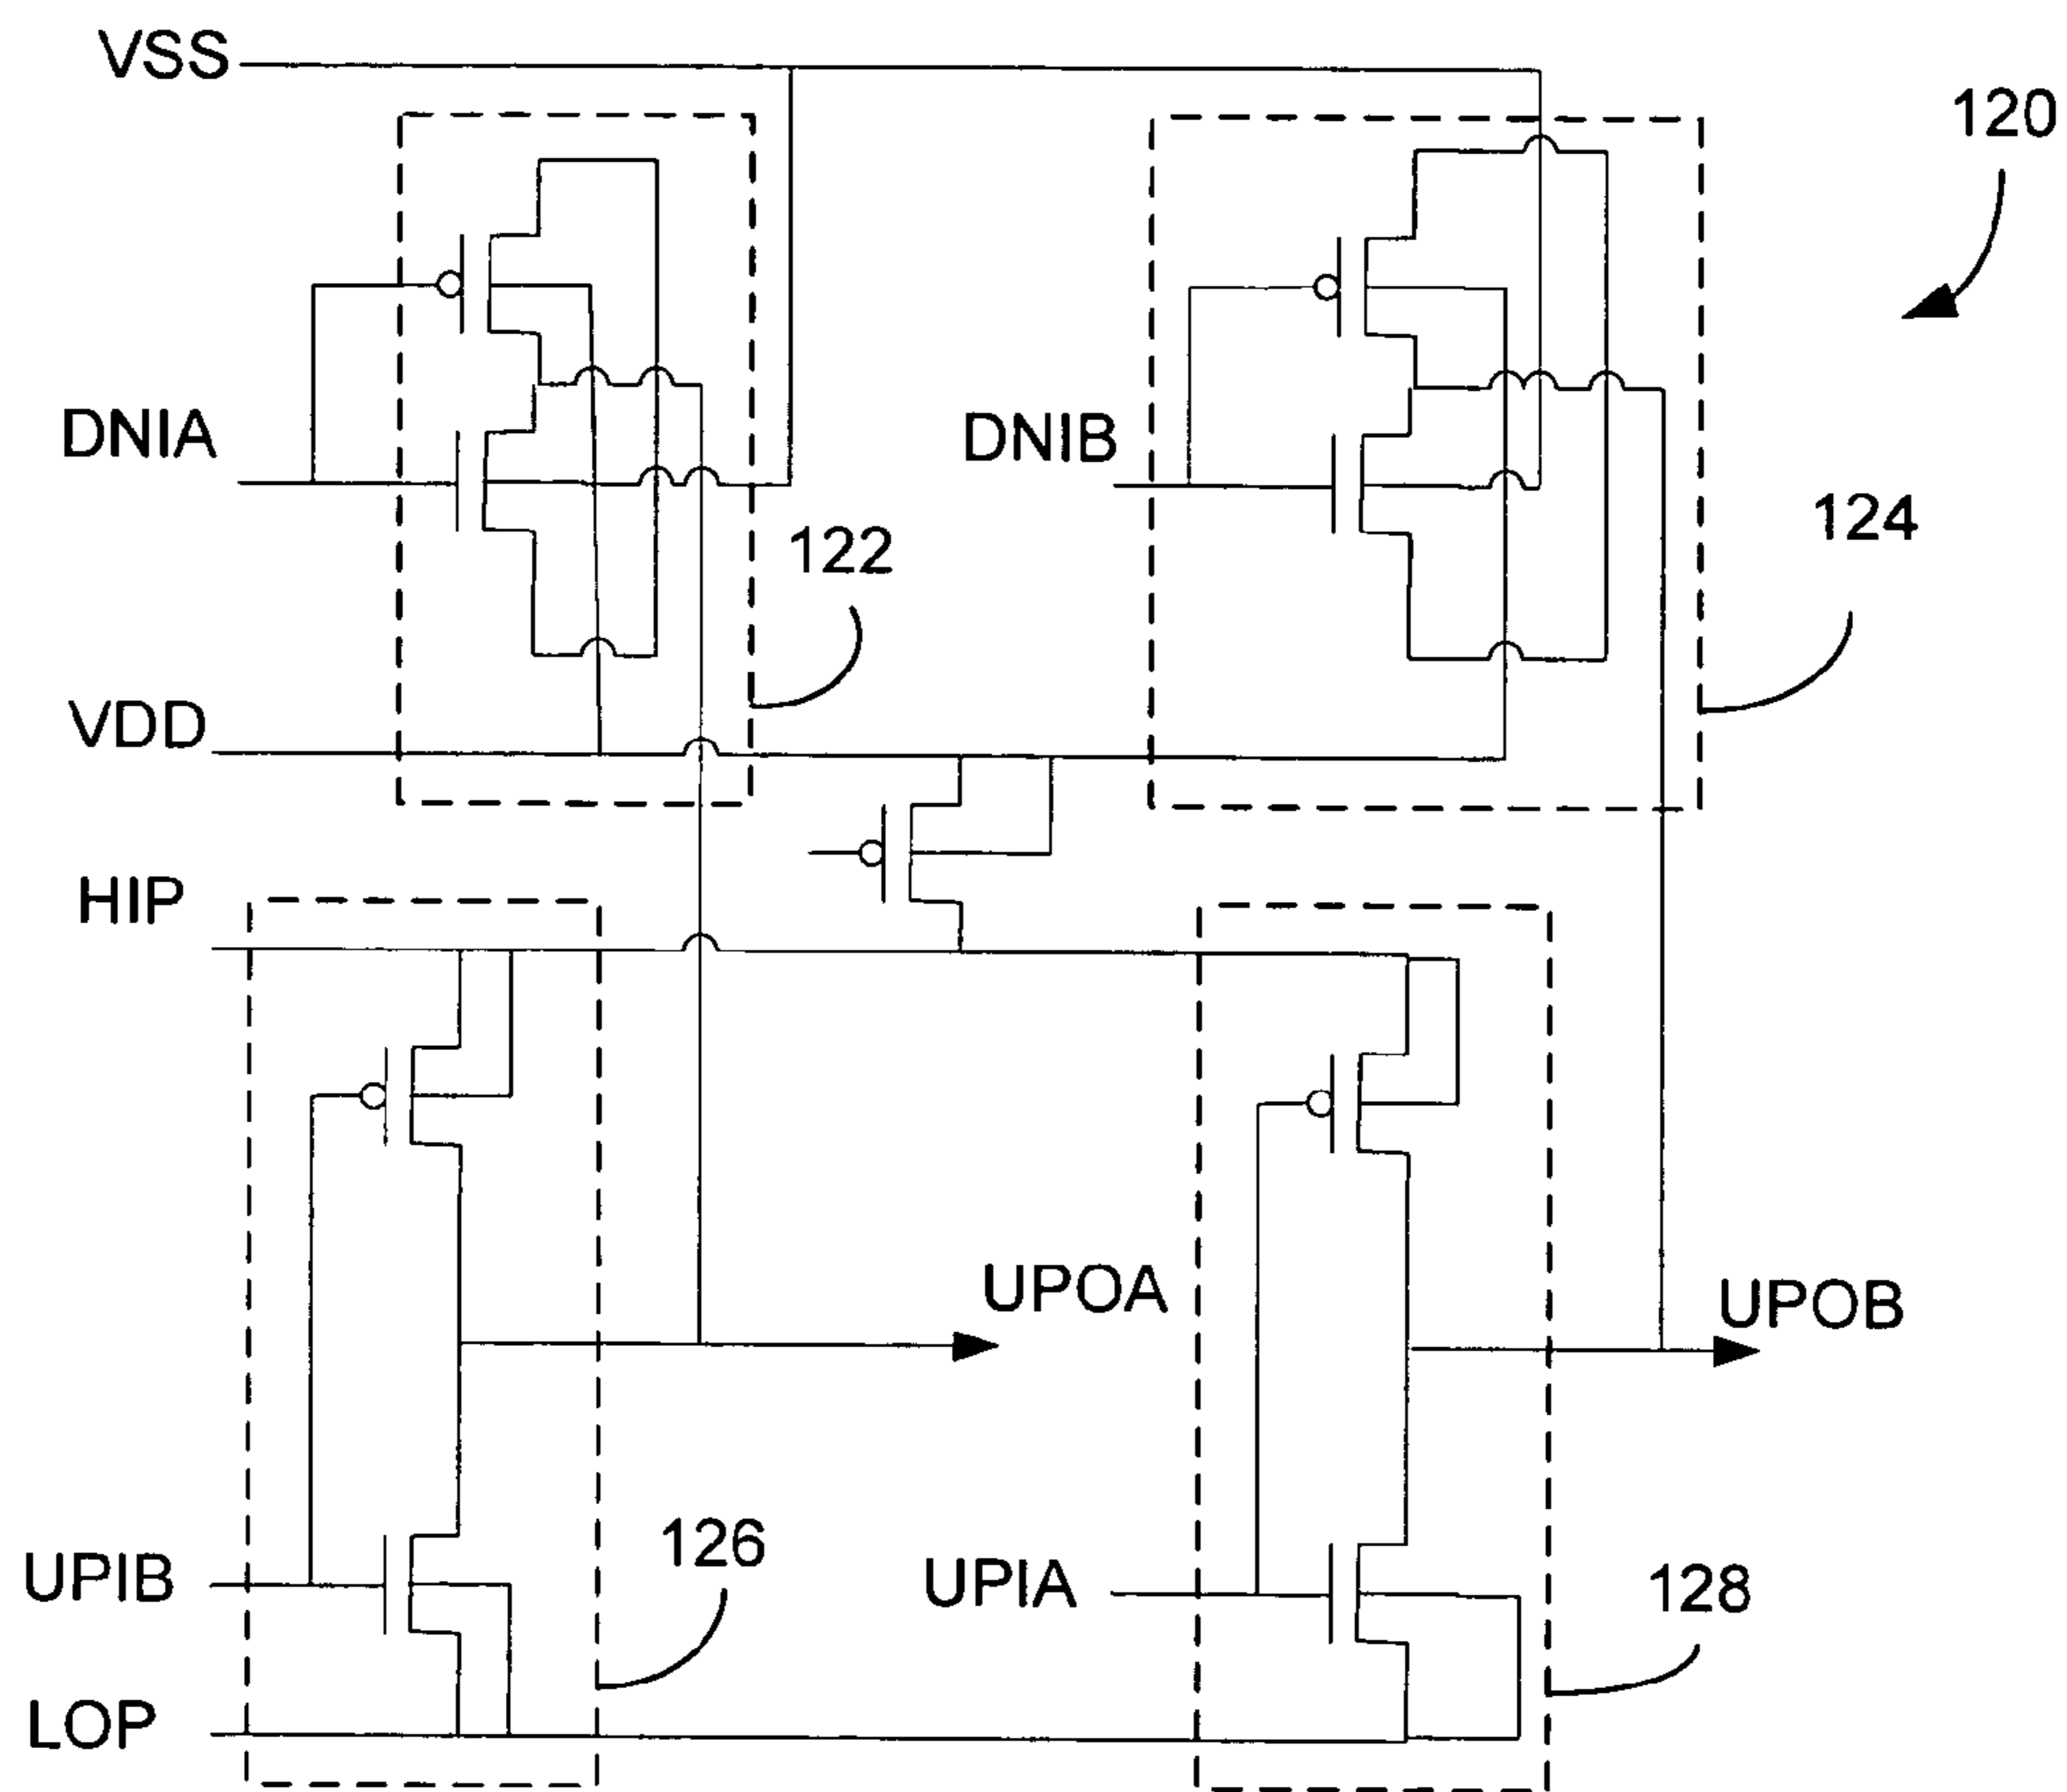 VSS
120
DNIA
DNIB
122
124
VDD
HIP
UPOA
UPOB
126
UPIB
UPIA
128
LOP